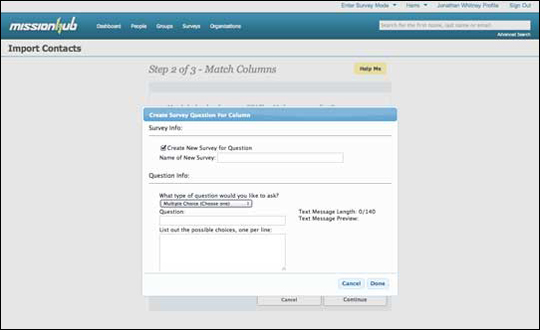 Enter Survey Mode
Hero
Jonathan Whitney Profile
Sign Out
missionhub
Dashboard
People
Groups
Surveys
Organizations
Search for the first name, last name or email
Advanced Search
Import Contacts
Step 2 of 3 - Match Columns
Help Me
Create Survey Question For Column
Survey Info:
Create New Survey for Question
Name of New Survey:
Question Info:
What type of question would you like to ask?
Multiple Choice (Choose one)
Question:
Text Message Length: 0/140
Text Message Preview:
List out the possible choices, one per line:
Cancel
Done
Cancel
Continue